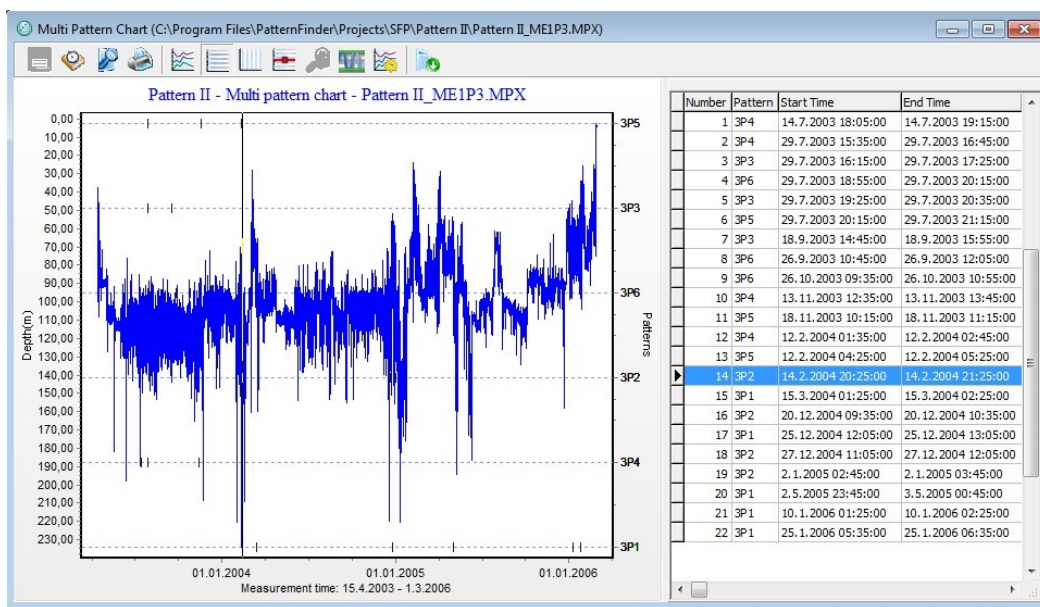 Multi Pattern Chart (C:\Program Files\PatternFinder\Projects\SFP\Pattern II\Pattern II_ME1P3.MPX)
Pattern II - Multi pattern chart - Pattern II_ME1P3.MPX
0,00
10,00
20,00
30,00
40,00
50,00
60,00
70,00
80,00
90,00
100,00
110,00
120,00
130,00
140,00
150,00
160,00
170,00
180,00
190,00
200,00
210,00
220,00
230,00
Depth(m)
3P5
3P3
3P6
3P2
3P4
3P1
Patterns
01.01.2004 01.01.2005 01.01.2006
Measurement time: 15.4.2003 - 1.3.2006
Number Pattern Start Time End Time
1 3P4 14.7.2003 18:05:00 14.7.2003 19:15:00
2 3P4 29.7.2003 15:35:00 29.7.2003 16:45:00
3 3P3 29.7.2003 16:15:00 29.7.2003 17:25:00
4 3P6 29.7.2003 18:55:00 29.7.2003 20:15:00
5 3P3 29.7.2003 19:25:00 29.7.2003 20:35:00
6 3P5 29.7.2003 20:15:00 29.7.2003 21:15:00
7 3P3 18.9.2003 14:45:00 18.9.2003 15:55:00
8 3P6 26.9.2003 10:45:00 26.9.2003 12:05:00
9 3P6 26.10.2003 09:35:00 26.10.2003 10:55:00
10 3P4 13.11.2003 12:35:00 13.11.2003 13:45:00
11 3P5 18.11.2003 10:15:00 18.11.2003 11:15:00
12 3P4 12.2.2004 01:35:00 12.2.2004 02:45:00
13 3P5 12.2.2004 04:25:00 12.2.2004 05:25:00
14 3P2 14.2.2004 20:25:00 14.2.2004 21:25:00
15 3P1 15.3.2004 01:25:00 15.3.2004 02:25:00
16 3P2 20.12.2004 09:35:00 20.12.2004 10:35:00
17 3P1 25.12.2004 12:05:00 25.12.2004 13:05:00
18 3P2 27.12.2004 11:05:00 27.12.2004 12:05:00
19 3P2 2.1.2005 02:45:00 2.1.2005 03:45:00
20 3P1 2.5.2005 23:45:00 3.5.2005 00:45:00
21 3P1 10.1.2006 01:25:00 10.1.2006 02:25:00
22 3P1 25.1.2006 05:35:00 25.1.2006 06:35:00